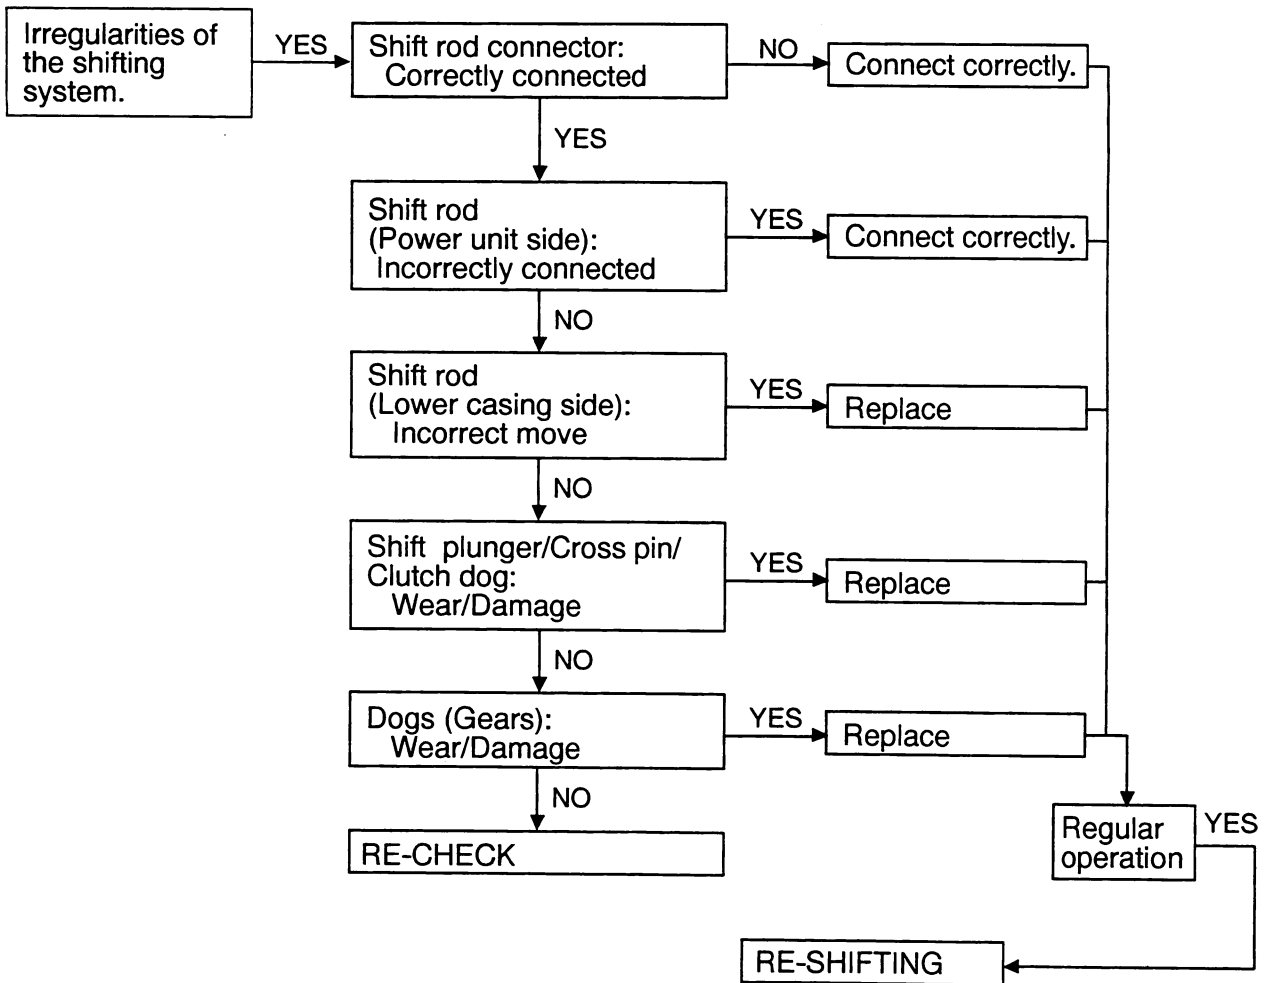 Irregularities of
the shifting
system.
YES
Shift rod connector:
Correctly connected
NO
Connect correctly.
YES
Shift rod
(Power unit side):
Incorrectly connected
YES
Connect correctly.
NO
Shift rod
(Lower casing side):
Incorrect move
YES
Replace
NO
Shift plunger/Cross pin/
Clutch dog:
Wear/Damage
YES
Replace
NO
Dogs (Gears):
Wear/Damage
YES
Replace
NO
RE-CHECK
Regular
operation
YES
RE-SHIFTING